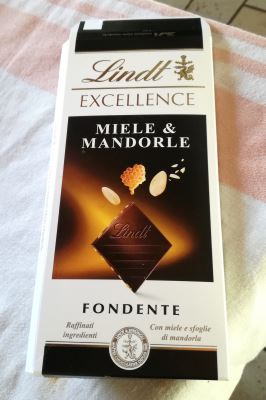 Lindt
EXCELLENCE
MIELE &
MANDORLE
Lindt
FONDENTE
Raffinati
ingredienti
Con miele e sfoglie
di mandorla